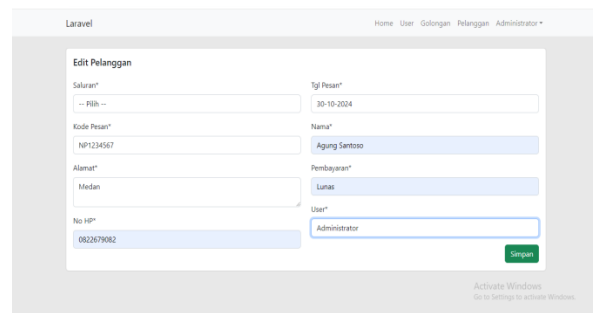 Laravel
Home User Golongan Pelanggan Administrator
Edit Pelanggan
Saluran*
-- Pilih --
Tgl Pesan*
30-10-2024
Kode Pesan*
NP1234567
Nama*
Agung Santoso
Alamat*
Medan
Pembayaran*
Lunas
No HP*
0822679082
User*
Administrator
Simpan
Activate Windows
Go to Settings to activate Windows.